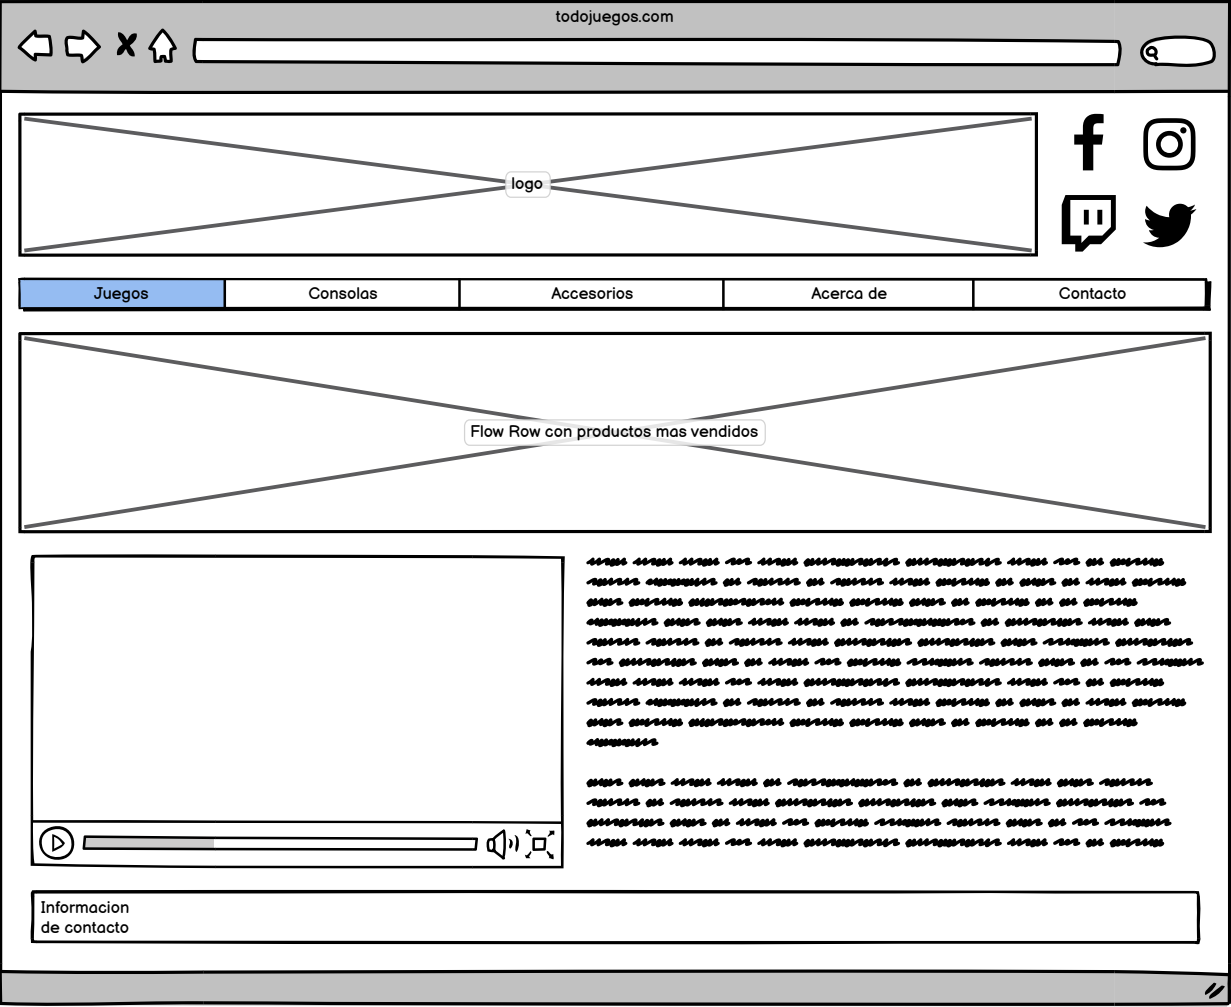 todojuegos.com
logo
Juegos Consolas Accesorios Acerca de Contacto
Flow Row con productos mas vendidos
Informacion
de contacto